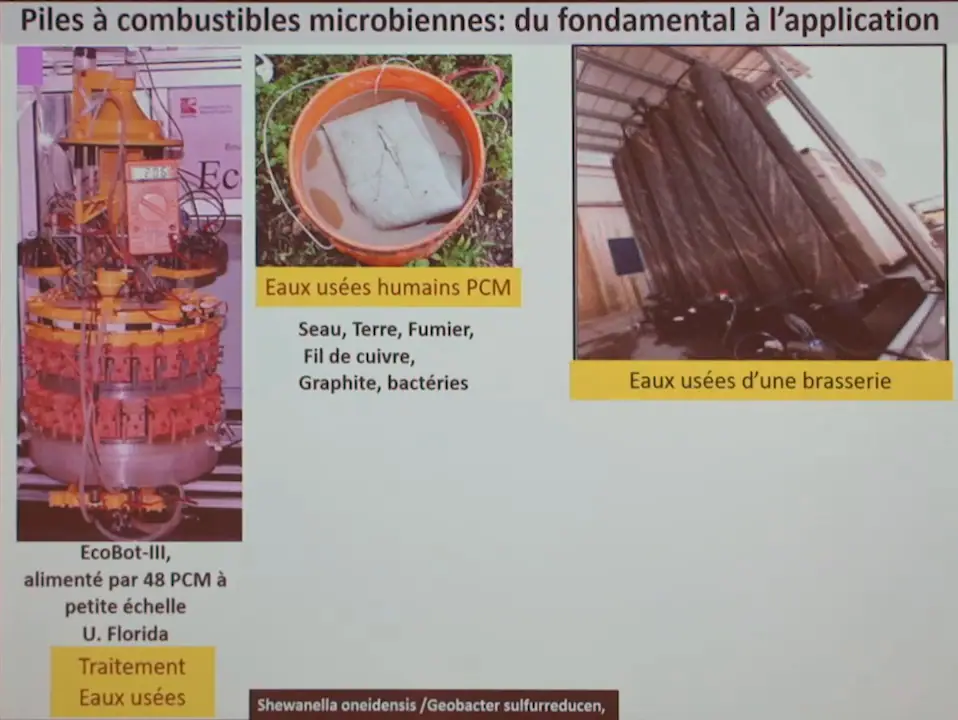 Piles à combustibles microbiennes: du fondamental à l'application
206
Ec
EcoBot-III,
alimenté par 48 PCM à
petite échelle
U. Florida
Traitement
Eaux usées
Eaux usées humains PCM
Seau, Terre, Fumier,
Fil de cuivre,
Graphite, bactéries
Eaux usées d'une brasserie
Shewanella oneidensis /Geobacter sulfurreducen,